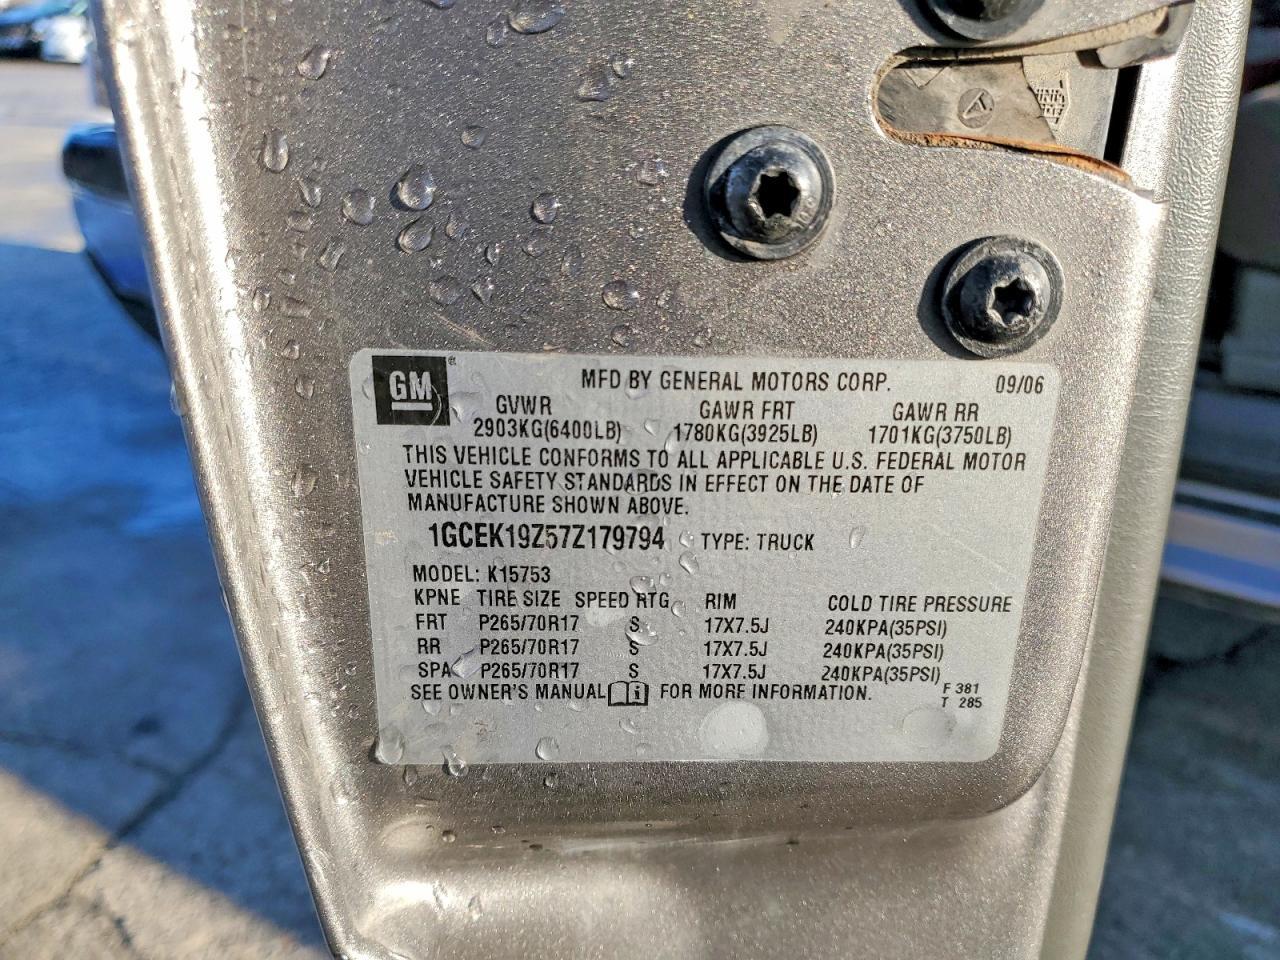 GM ® MFD BY GENERAL MOTORS CORP. 09/06
GVWR GAWR FRT GAWR RR
2903KG(6400LB) 1780KG(3925LB) 1701KG(3750LB)
THIS VEHICLE CONFORMS TO ALL APPLICABLE U.S. FEDERAL MOTOR
VEHICLE SAFETY STANDARDS IN EFFECT ON THE DATE OF
MANUFACTURE SHOWN ABOVE.
1GCEK19Z57Z179794 TYPE: TRUCK
MODEL: K15753
KPNE TIRE SIZE SPEED RTG RIM COLD TIRE PRESSURE
FRT P265/70R17 S 17X7.5J 240KPA(35PSI)
RR P265/70R17 S 17X7.5J 240KPA(35PSI)
SPA P265/70R17 S 17X7.5J 240KPA(35PSI)
SEE OWNER'S MANUAL i FOR MORE INFORMATION. F 381
T 285